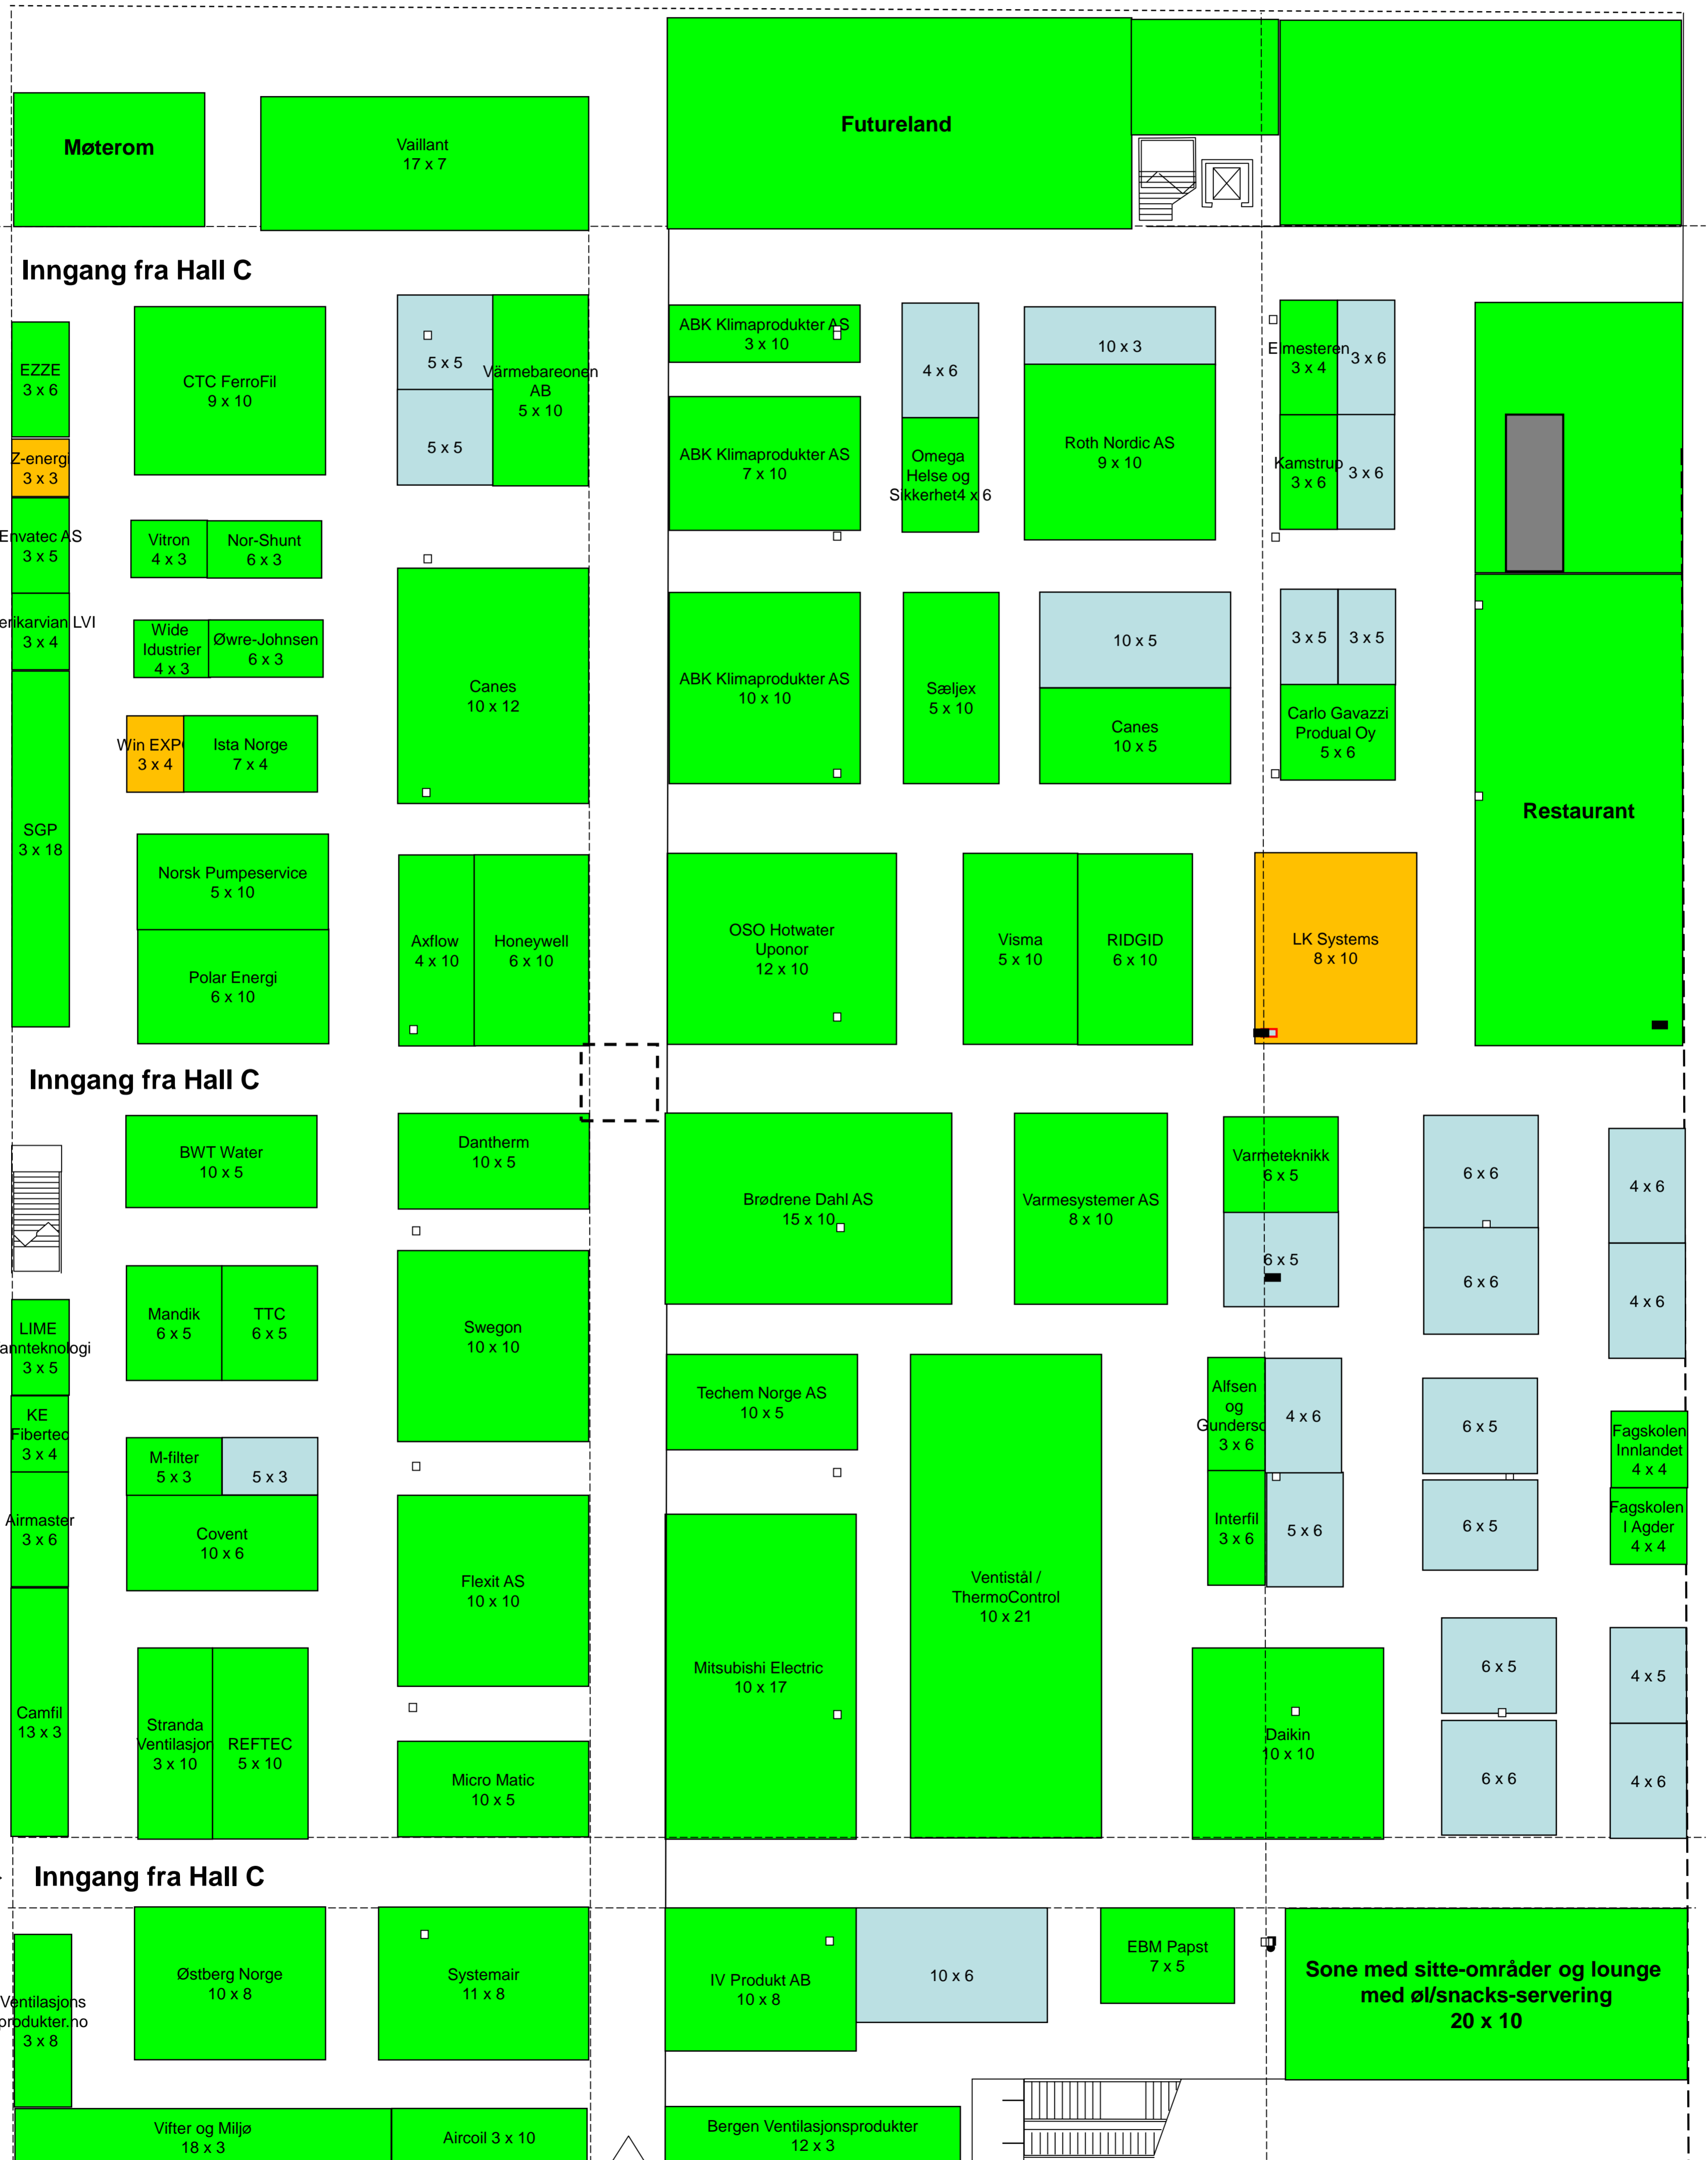 Møterom
Vaillant
17 x 7
Futureland
Inngang fra Hall C
EZZE
3 x 6
CTC FerroFil
9 x 10
5 x 5
5 x 5
Värmebareonen
AB
5 x 10
ABK Klimaprodukter AS
3 x 10
4 x 6
10 x 3
Elmesteren
3 x 4
3 x 6
Z-energi
3 x 3
ABK Klimaprodukter AS
7 x 10
Omega
Helse og
Sikkerhet4 x 6
Roth Nordic AS
9 x 10
Kamstrup
3 x 6
3 x 6
Envatec AS
3 x 5
Vitron
4 x 3
Nor-Shunt
6 x 3
erikarvian LVI
3 x 4
Wide
Idustrier
4 x 3
Øwre-Johnsen
6 x 3
Canes
10 x 12
ABK Klimaprodukter AS
10 x 10
Sæljex
5 x 10
10 x 5
Canes
10 x 5
3 x 5
3 x 5
Carlo Gavazzi
Produal Oy
5 x 6
Win EXP
3 x 4
Ista Norge
7 x 4
SGP
3 x 18
Restaurant
Norsk Pumpeservice
5 x 10
Polar Energi
6 x 10
Axflow
4 x 10
Honeywell
6 x 10
OSO Hotwater
Uponor
12 x 10
Visma
5 x 10
RIDGID
6 x 10
LK Systems
8 x 10
Inngang fra Hall C
BWT Water
10 x 5
Dantherm
10 x 5
Brødrene Dahl AS
15 x 10
Varmesystemer AS
8 x 10
Varmeteknikk
6 x 5
6 x 5
6 x 6
6 x 6
4 x 6
4 x 6
LIME
annteknologi
3 x 5
Mandik
6 x 5
TTC
6 x 5
Swegon
10 x 10
Techem Norge AS
10 x 5
Alfsen
og
Gunderso
3 x 6
4 x 6
6 x 5
Fagskolen
Innlandet
4 x 4
KE
Fibertec
3 x 4
M-filter
5 x 3
5 x 3
Airmaster
3 x 6
Covent
10 x 6
Flexit AS
10 x 10
Ventistål /
ThermoControl
10 x 21
Interfil
3 x 6
5 x 6
6 x 5
Fagskolen
I Agder
4 x 4
Camfil
13 x 3
Stranda
Ventilasjon
3 x 10
REFTEC
5 x 10
Micro Matic
10 x 5
Mitsubishi Electric
10 x 17
Daikin
10 x 10
6 x 5
6 x 6
4 x 5
4 x 6
Inngang fra Hall C
Ventilasjons
produkter.no
3 x 8
Østberg Norge
10 x 8
Systemair
11 x 8
IV Produkt AB
10 x 8
10 x 6
EBM Papst
7 x 5
Sone med sitte-områder og lounge
med øl/snacks-servering
20 x 10
Vifter og Miljø
18 x 3
Aircoil 3 x 10
Bergen Ventilasjonsprodukter
12 x 3